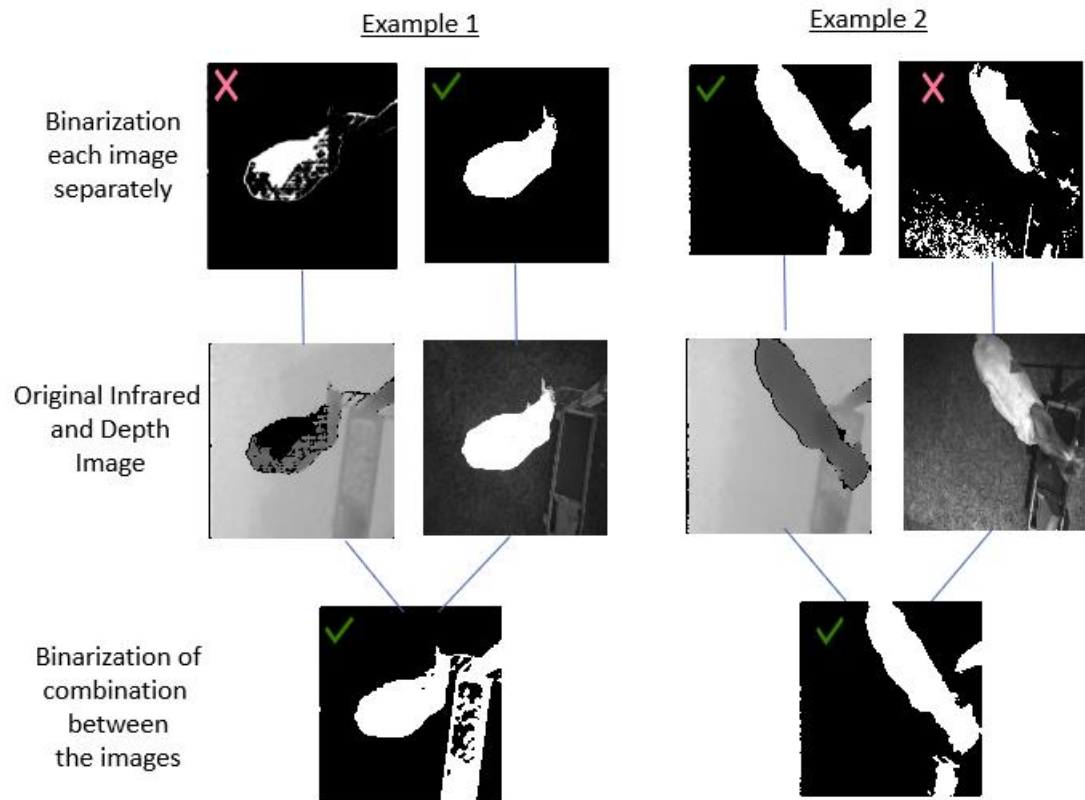 Example 1
Example 2
Binarization
each image
separately
Original Infrared
and Depth
Image
Binarization of
combination
between
the images